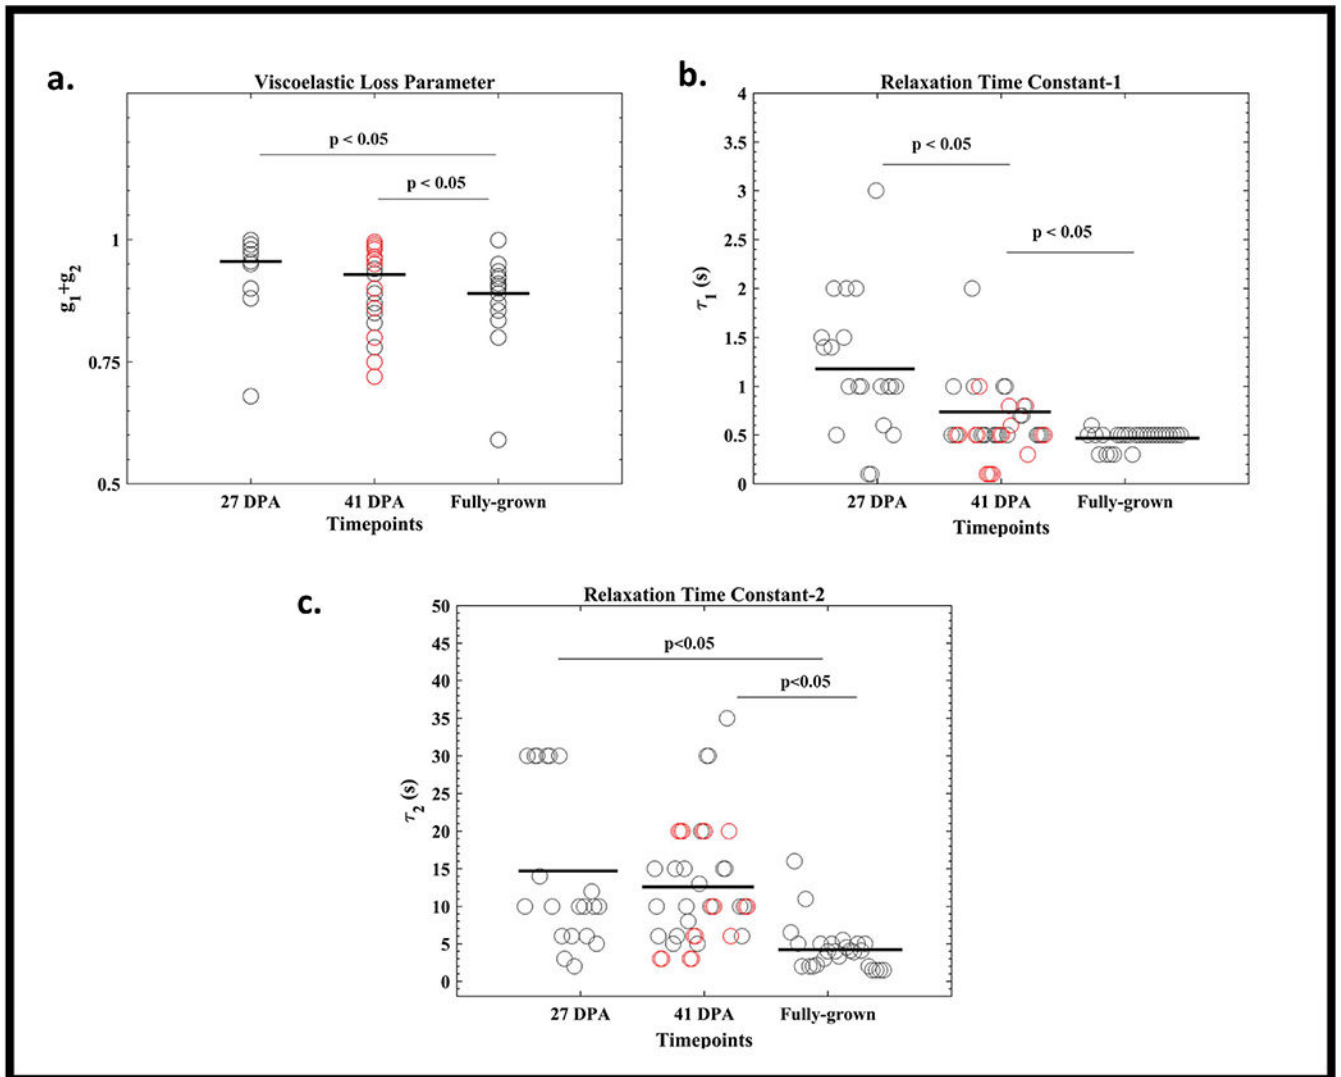 a.
Viscoelastic Loss Parameter
p < 0.05
p < 0.05
1
0.75
0.5
g1+g2
27 DPA 41 DPA Fully-grown
Timepoints
b.
Relaxation Time Constant-1
4
3.5
3
2.5
2
1.5
1
0.5
0
p < 0.05
p < 0.05
τ1 (s)
27 DPA 41 DPA Fully-grown
Timepoints
c.
Relaxation Time Constant-2
50
45
40
35
30
25
20
15
10
5
0
p<0.05
p<0.05
τ2 (s)
27 DPA 41 DPA Fully-grown
Timepoints